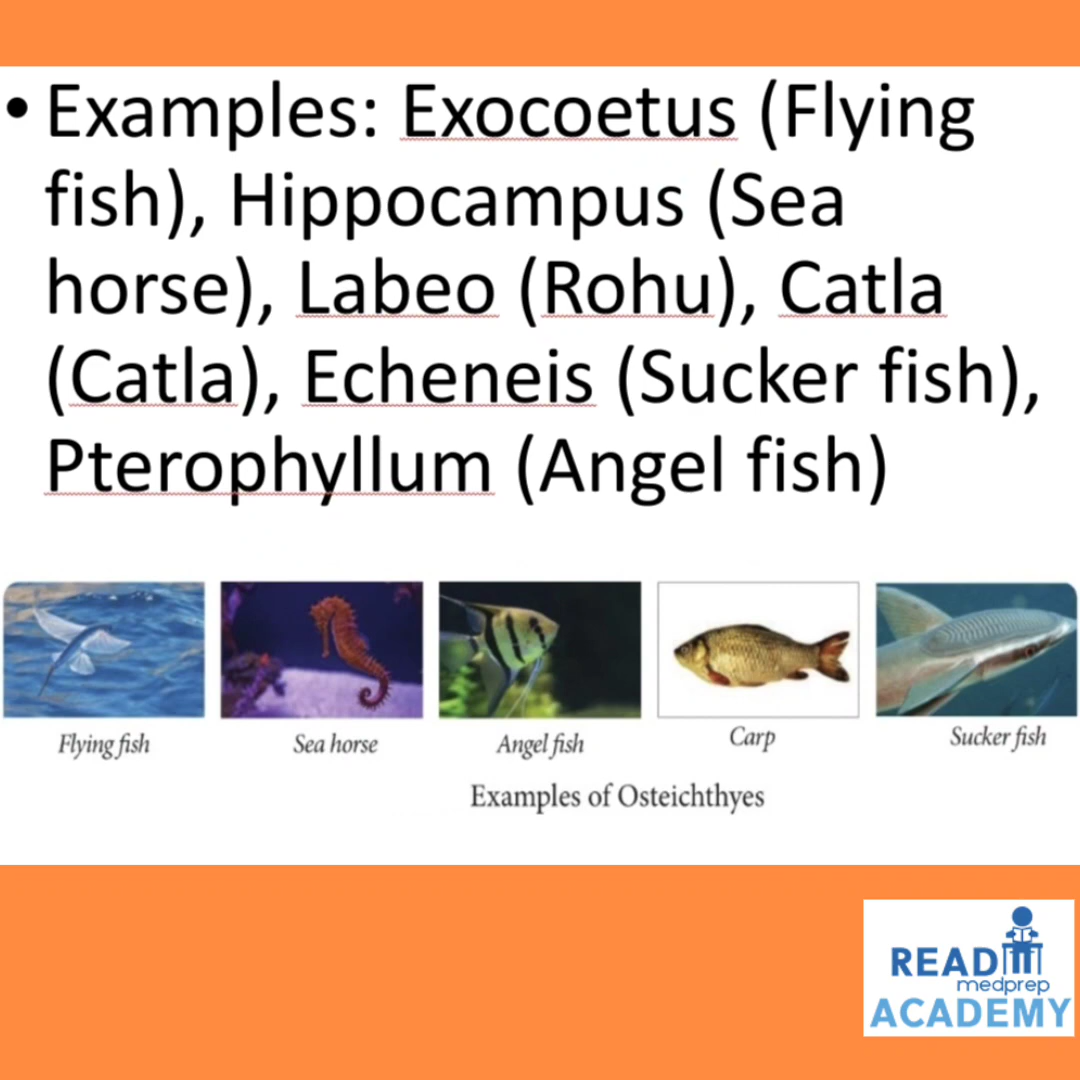 • Examples: Exocoetus (Flying
fish), Hippocampus (Sea
horse), Labeo (Rohu), Catla
(Catla), Echeneis (Sucker fish),
Pterophyllum (Angel fish)
Flying fish
Sea horse
Angel fish
Carp
Sucker fish
Examples of Osteichthyes
READ
medprep
ACADEMY